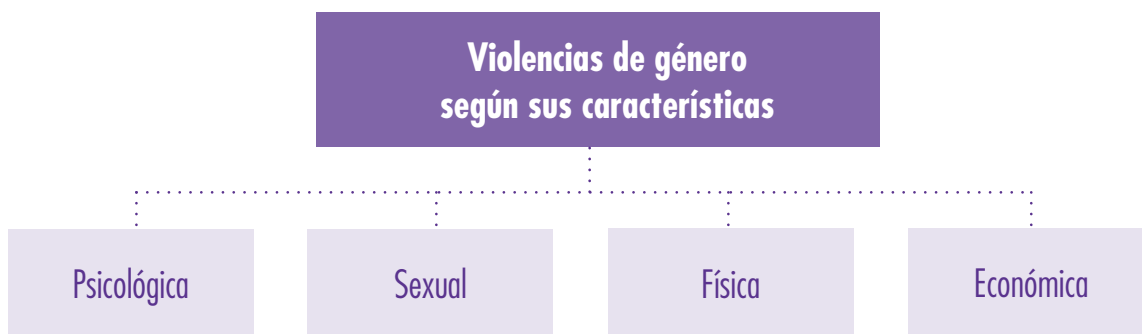 Violencias de género
según sus características
Psicológica
Sexual
Física
Económica